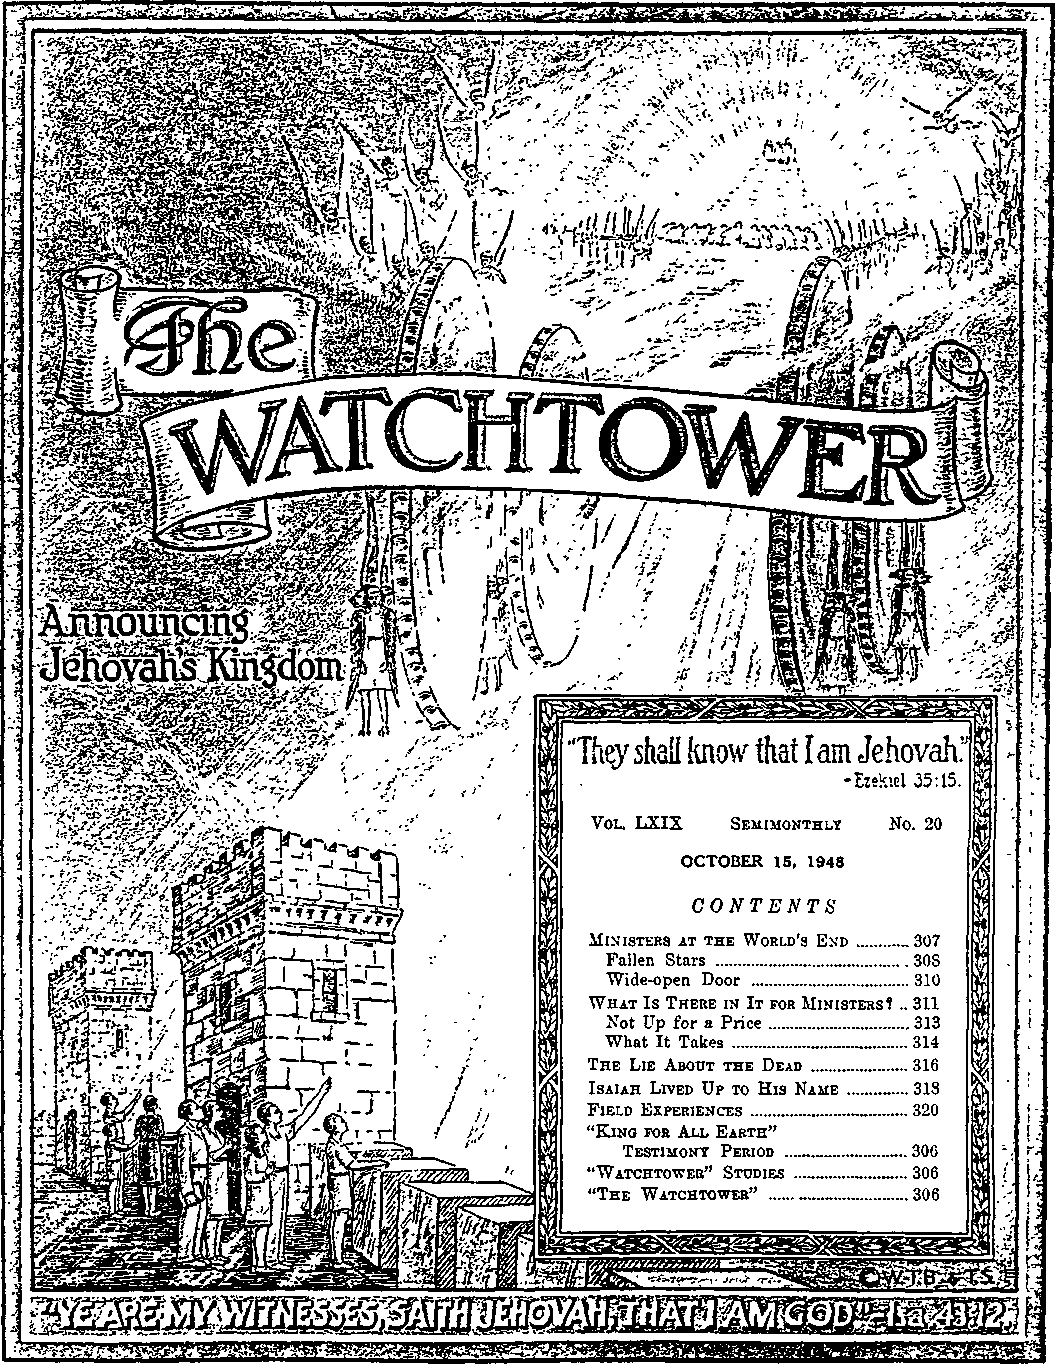 The
WATCHTOWER
Announcing
Jehovah's Kingdom
"They shall know that I am Jehovah."
-Ezekiel 35:15.
VOL. LXIX SEMIMONTHLY No. 20
OCTOBER 15, 1948
CONTENTS
MINISTERS AT THE WORLD'S END ........... 307
Fallen Stars ......................................... 308
Wide-open Door .................................. 310
WHAT IS THERE IN IT FOR MINISTERS? .. 311
Not Up for a Price .............................. 313
What It Takes ..................................... 314
THE LIE ABOUT THE DEAD .................... 316
ISAIAH LIVED UP TO HIS NAME ............. 318
FIELD EXPERIENCES ................................. 320
"KING FOR ALL EARTH"
TESTIMONY PERIOD .......................... 306
"WATCHTOWER" STUDIES ........................ 306
"THE WATCHTOWER" ............................... 306
© W.T.B.&T.S.
"YE ARE MY WITNESSES, SAITH JEHOVAH, THAT I AM GOD."-Isa. 43:12